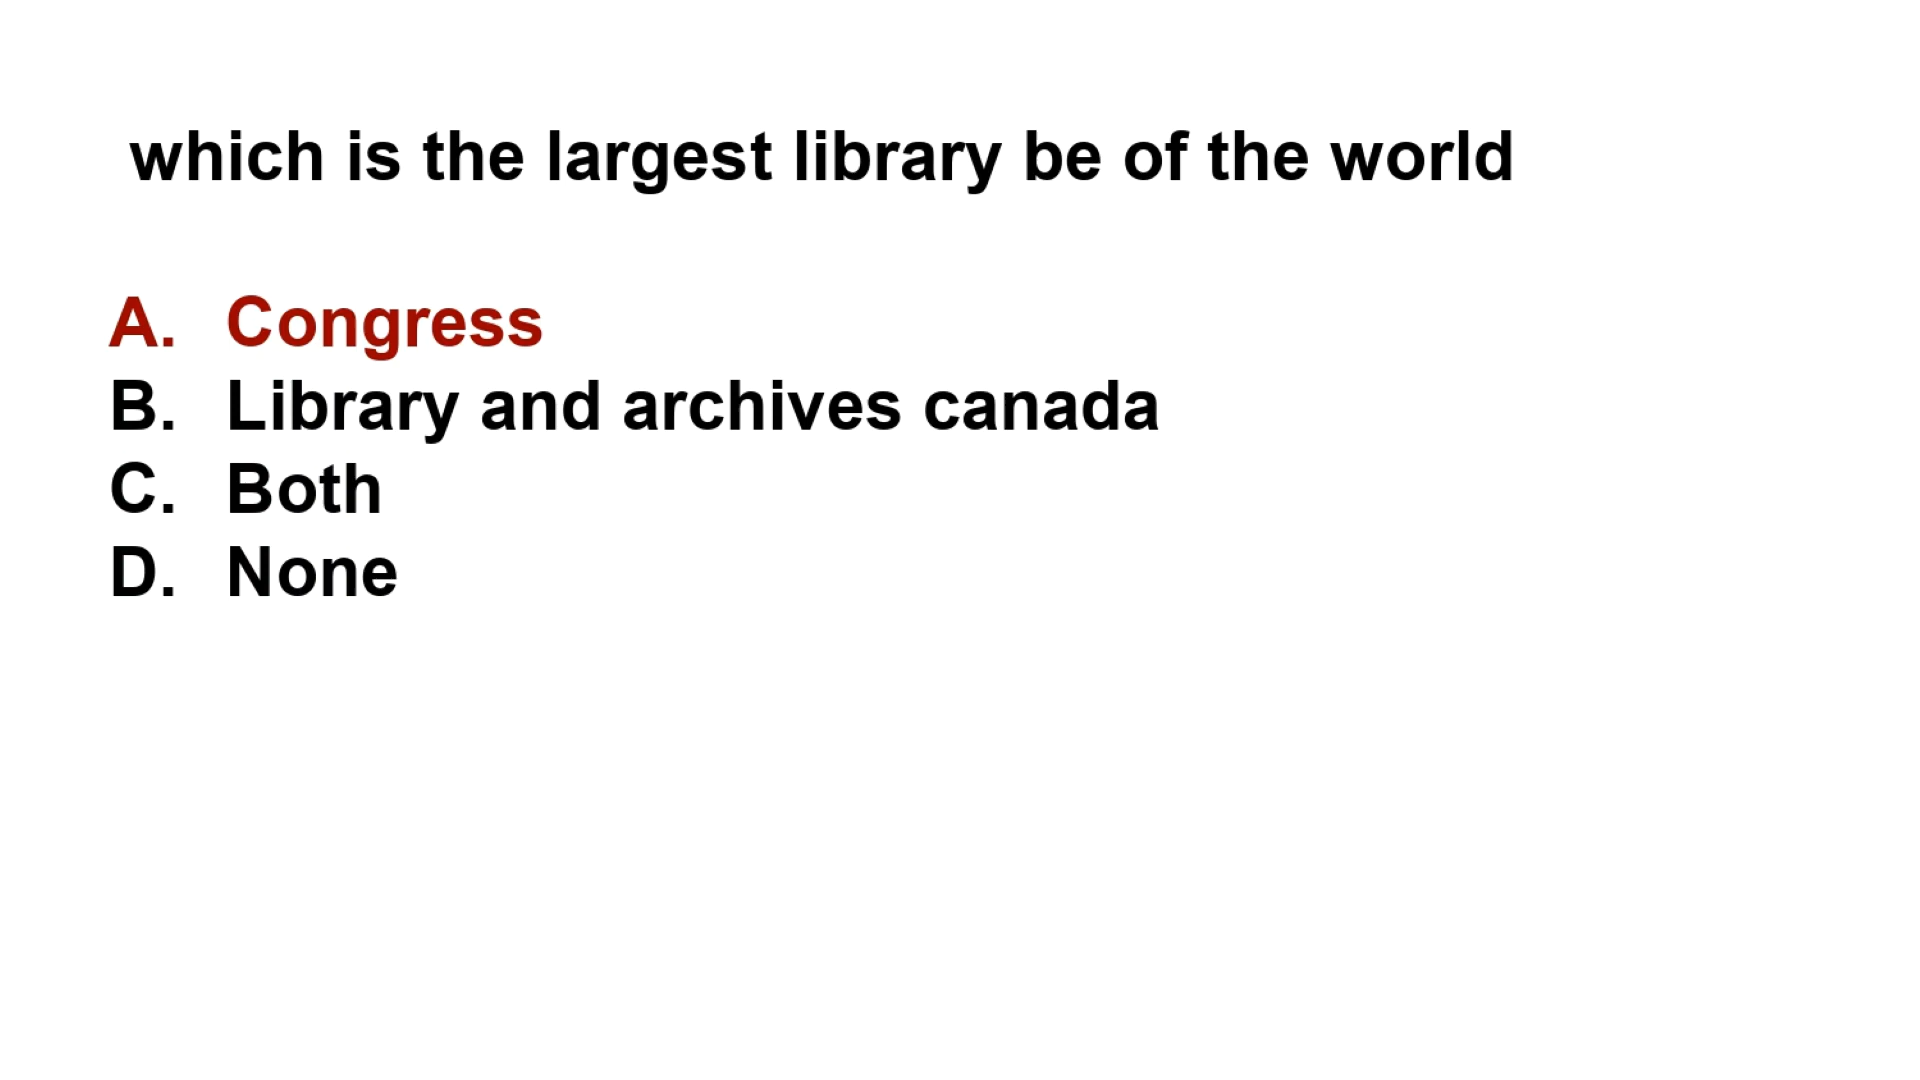 which is the largest library be of the world
A. Congress
B. Library and archives canada
C. Both
D. None